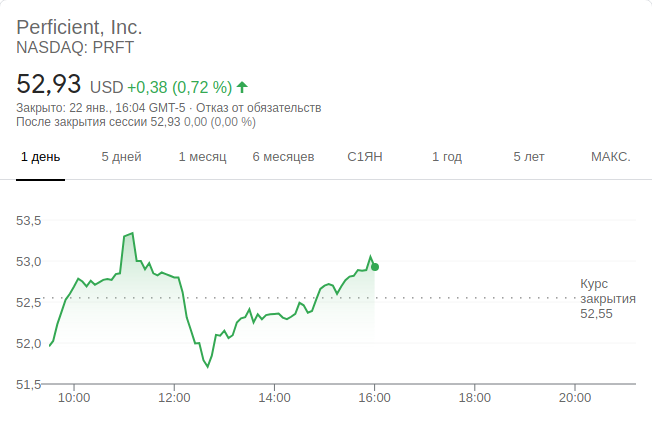 Perficient, Inc.
NASDAQ: PRFT
52,93 USD +0,38 (0,72 %)
Закрыто: 22 янв., 16:04 GMT-5 · Отказ от обязательств
После закрытия сессии 52,93 0,00 (0,00 %)
1 день 5 дней 1 месяц 6 месяцев С1ЯН 1 год 5 лет МАКС.
53,5
53,0
52,5
52,0
51,5
Курс
закрытия
52,55
10:00 12:00 14:00 16:00 18:00 20:00